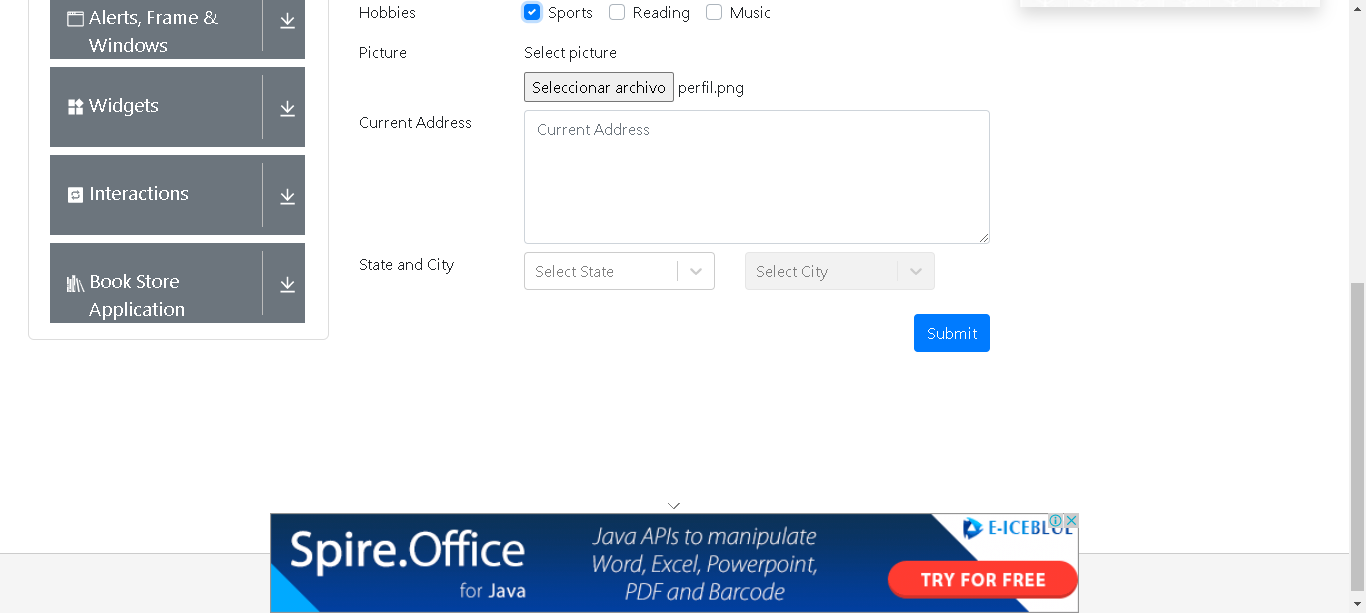 Alerts, Frame &
Windows
Widgets
Interactions
Book Store
Application
Hobbies
Sports Reading Music
Picture
Select picture
Seleccionar archivo perfil.png
Current Address
Current Address
State and City
Select State
Select City
Submit
Spire.Office
for Java
Java APIs to manipulate
Word, Excel, Powerpoint,
PDF and Barcode
E-ICEBLUE
TRY FOR FREE